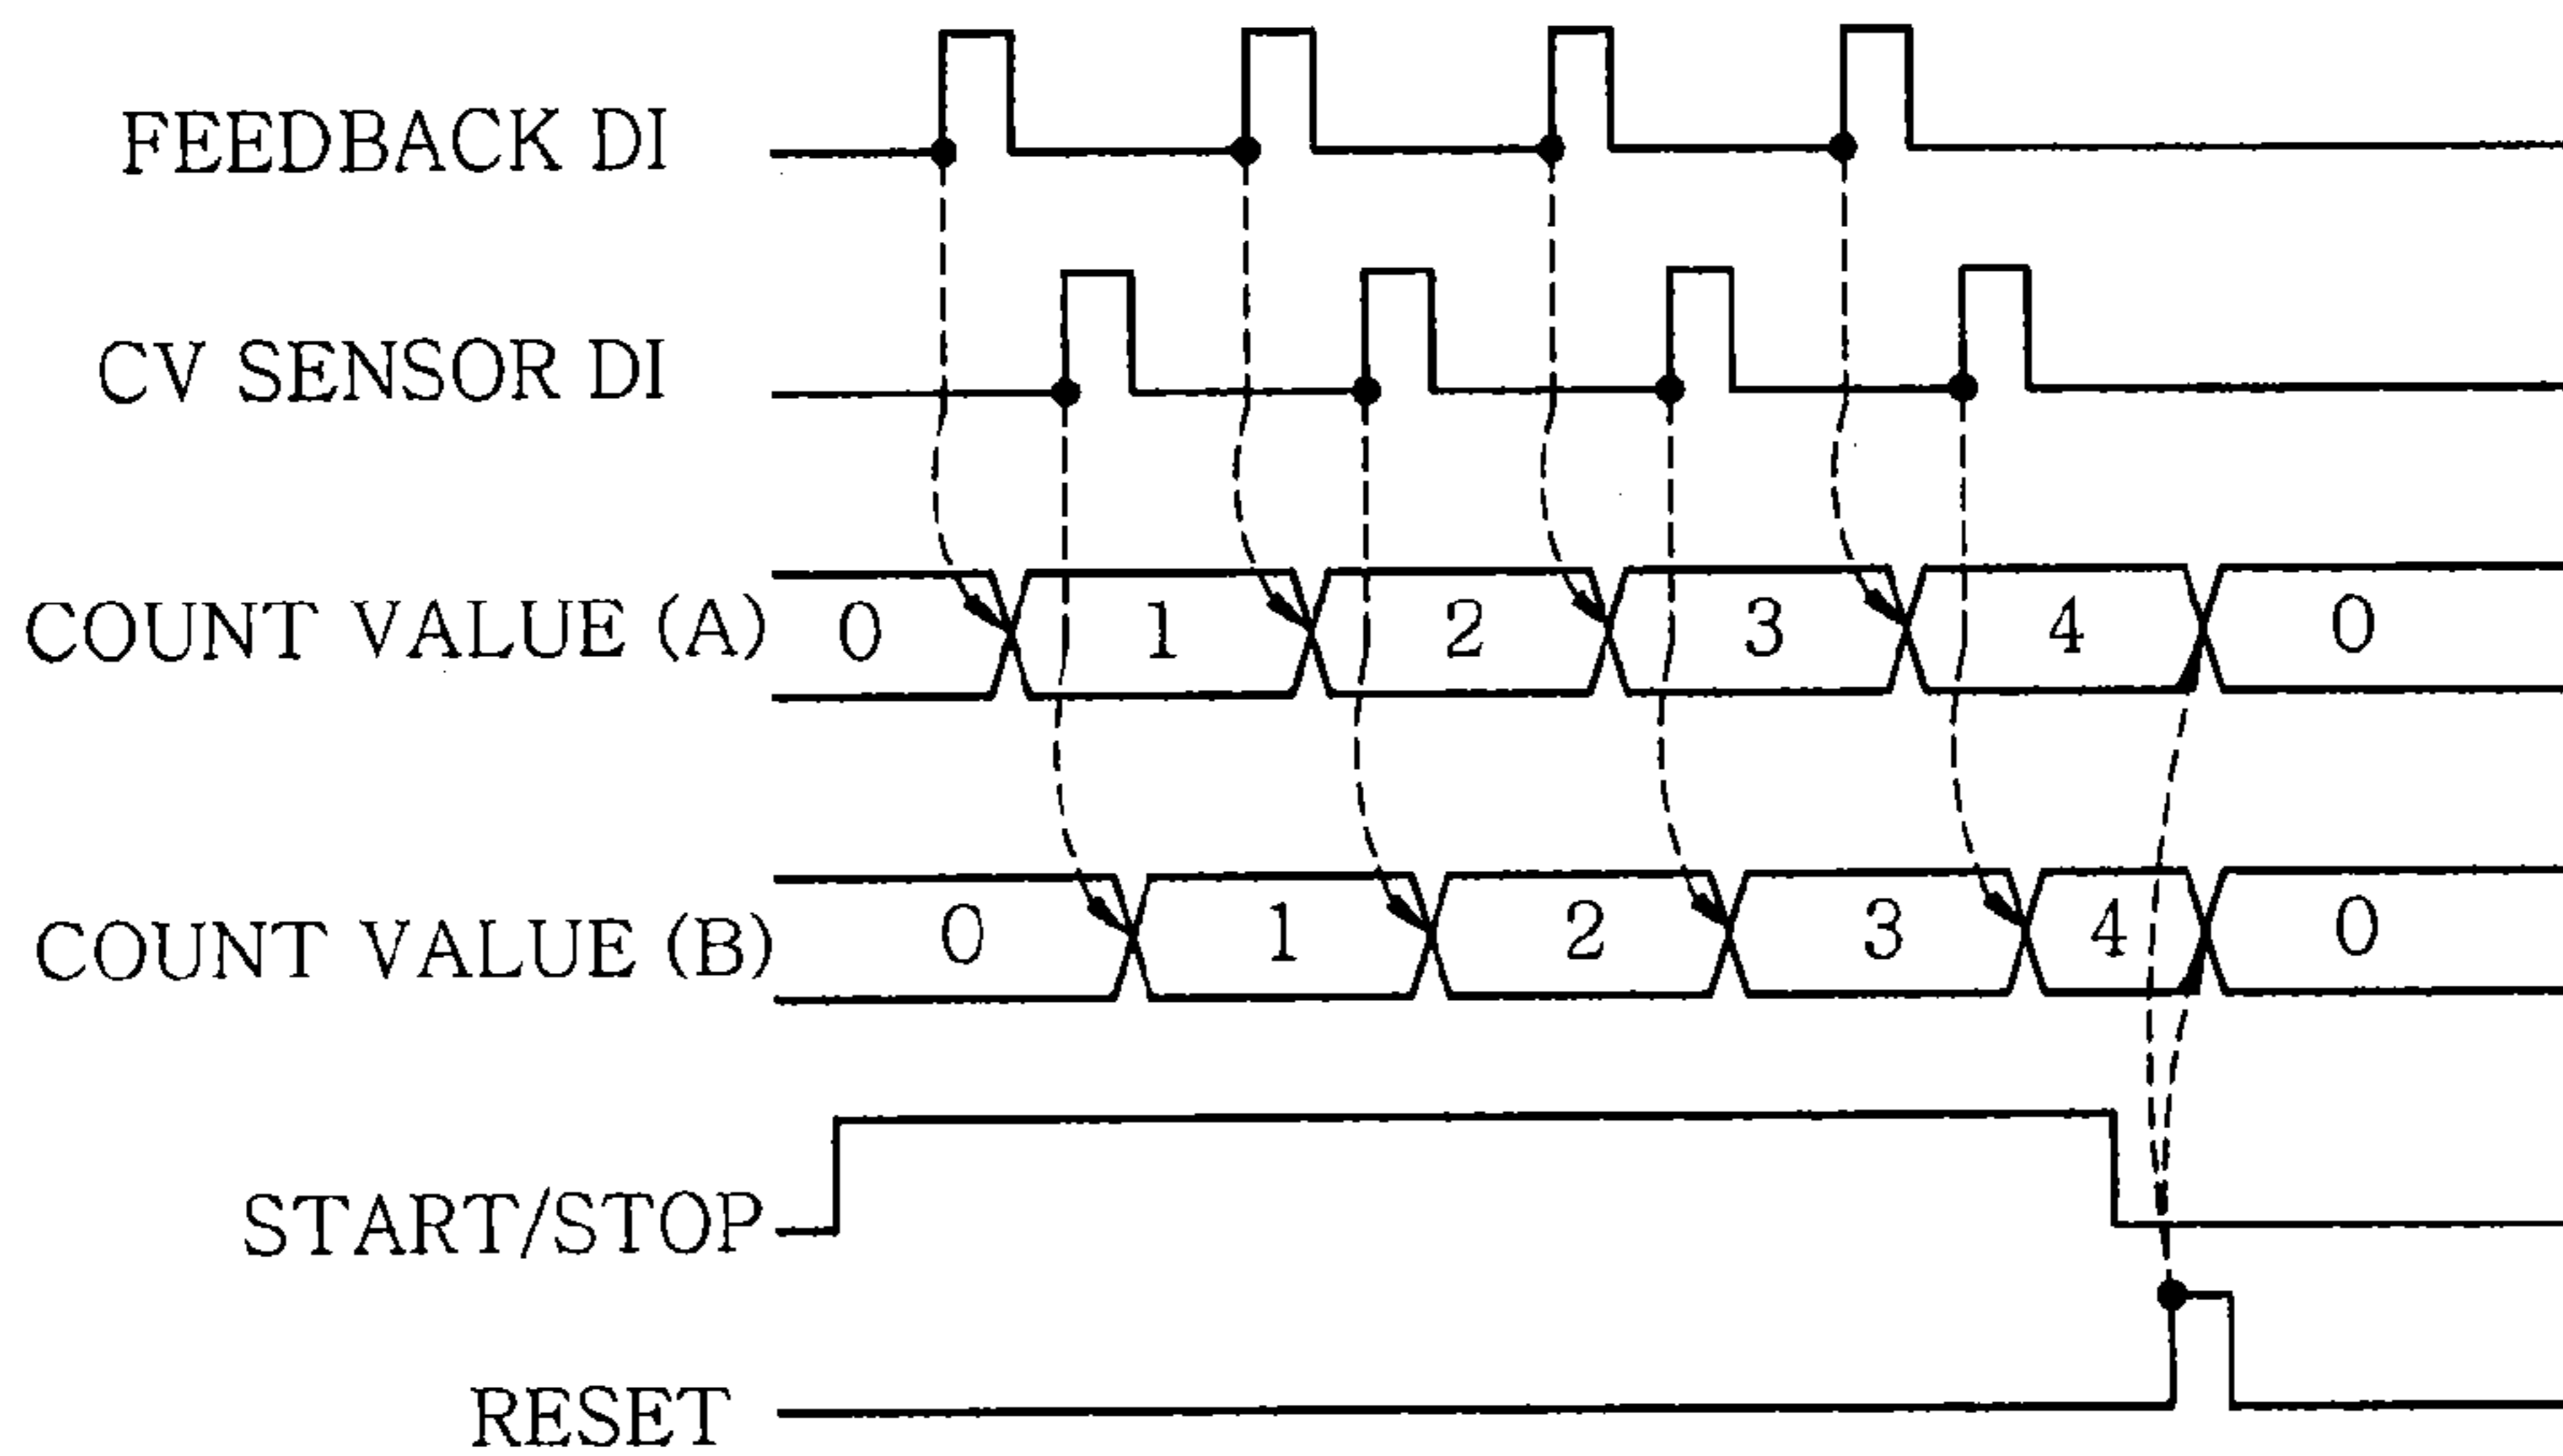 FEEDBACK DI
CV SENSOR DI
COUNT VALUE (A) 0 1 2 3 4 0
COUNT VALUE (B) 0 1 2 3 4 0
START/STOP
RESET